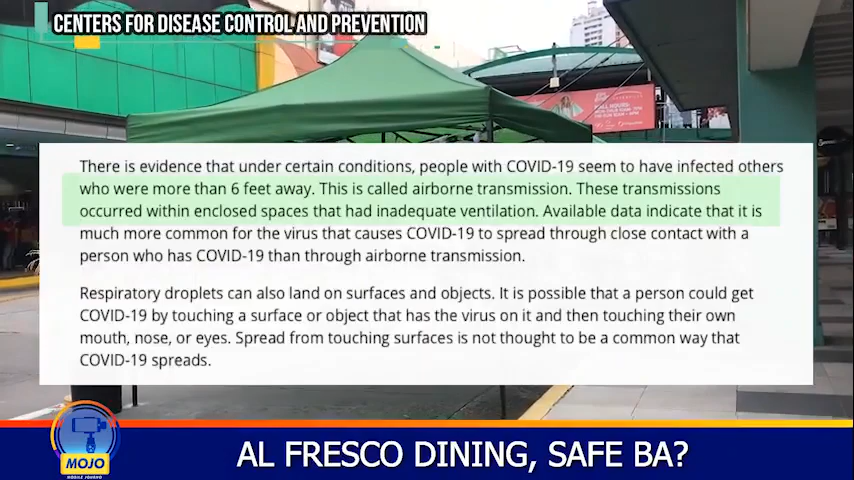 CENTERS FOR DISEASE CONTROL AND PREVENTION
There is evidence that under certain conditions, people with COVID-19 seem to have infected others
who were more than 6 feet away. This is called airborne transmission. These transmissions
occurred within enclosed spaces that had inadequate ventilation. Available data indicate that it is
much more common for the virus that causes COVID-19 to spread through close contact with a
person who has COVID-19 than through airborne transmission.
Respiratory droplets can also land on surfaces and objects. It is possible that a person could get
COVID-19 by touching a surface or object that has the virus on it and then touching their own
mouth, nose, or eyes. Spread from touching surfaces is not thought to be a common way that
COVID-19 spreads.
MOJO
AL FRESCO DINING, SAFE BA?